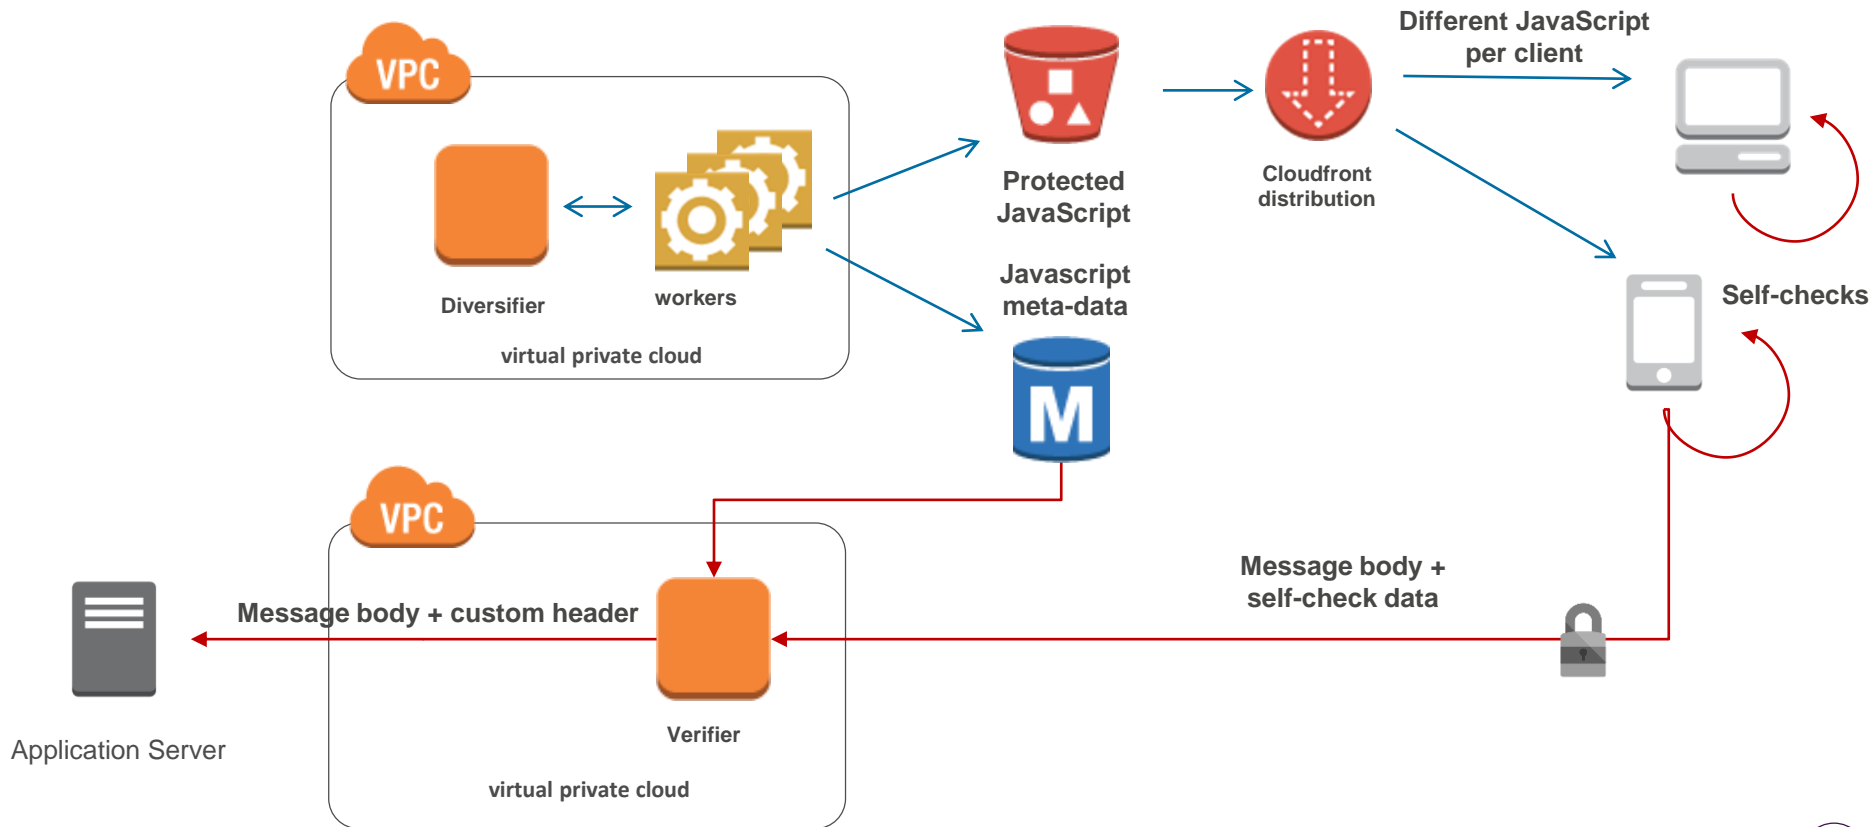 VPC
Diversifier
workers
virtual private cloud
Protected
JavaScript
Javascript
meta-data
M
Cloudfront
distribution
Different JavaScript
per client
Self-checks
VPC
Message body + custom header
Verifier
virtual private cloud
Message body +
self-check data
Application Server